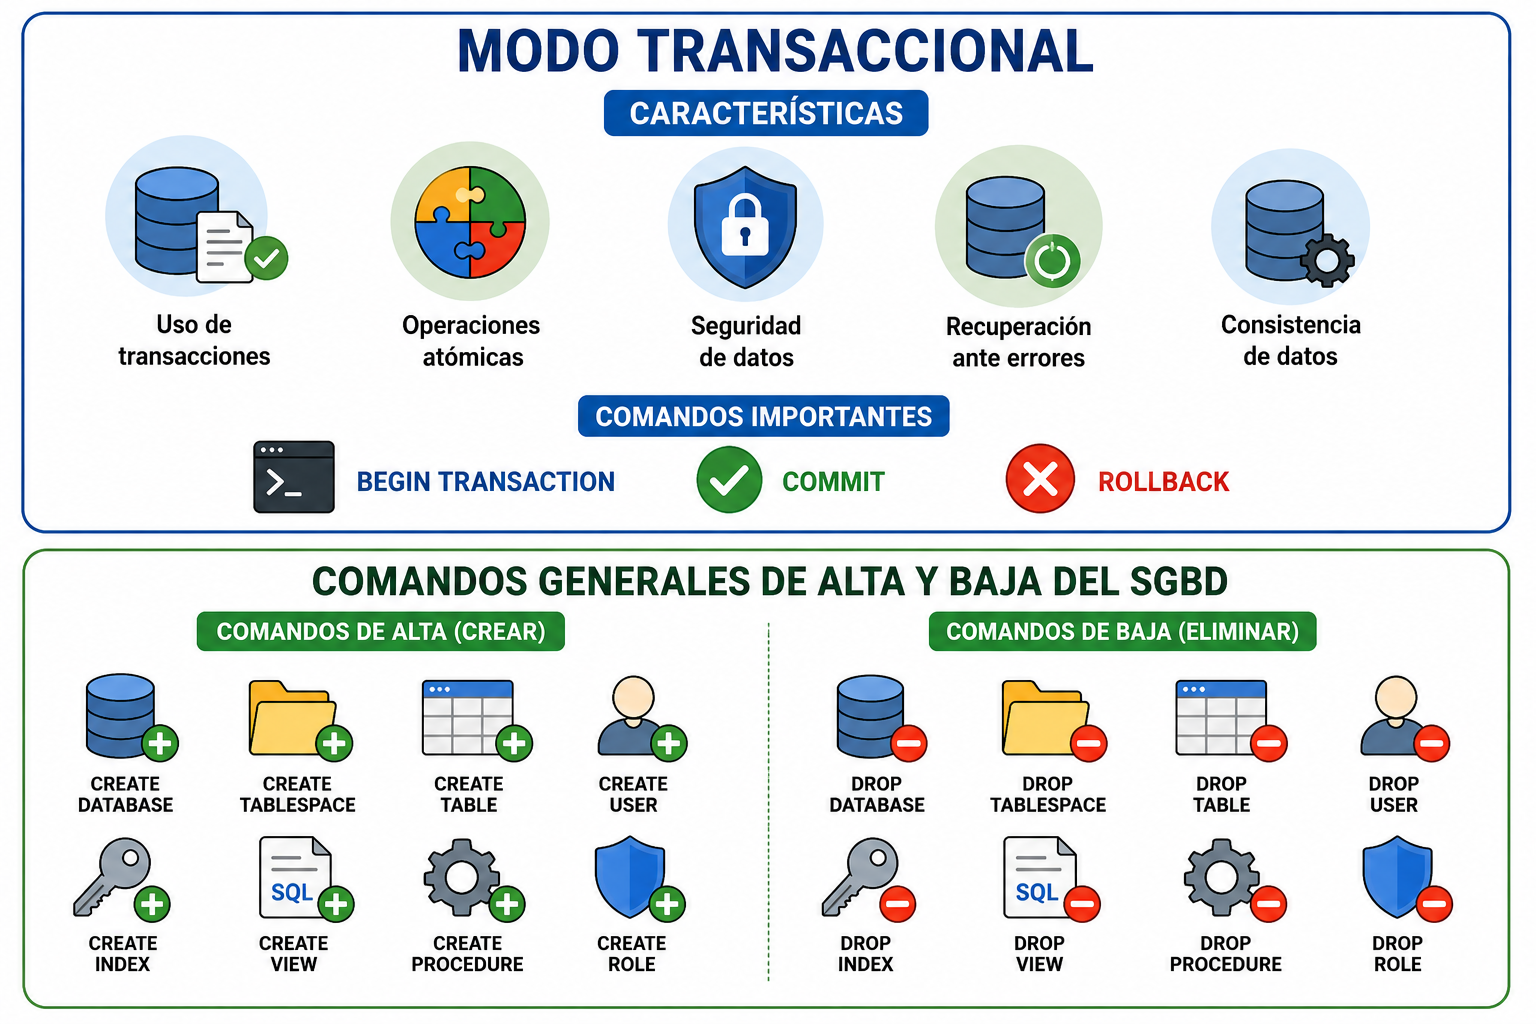 MODO TRANSACCIONAL
CARACTERÍSTICAS
Uso de
transacciones
Operaciones
atómicas
Seguridad
de datos
Recuperación
ante errores
Consistencia
de datos
COMANDOS IMPORTANTES
BEGIN TRANSACTION
COMMIT
ROLLBACK
COMANDOS GENERALES DE ALTA Y BAJA DEL SGBD
COMANDOS DE ALTA (CREAR)
CREATE
DATABASE
CREATE
TABLESPACE
CREATE
TABLE
CREATE
USER
CREATE
INDEX
SQL
CREATE
VIEW
CREATE
PROCEDURE
CREATE
ROLE
COMANDOS DE BAJA (ELIMINAR)
DROP
DATABASE
DROP
TABLESPACE
DROP
TABLE
DROP
USER
DROP
INDEX
SQL
DROP
VIEW
DROP
PROCEDURE
DROP
ROLE